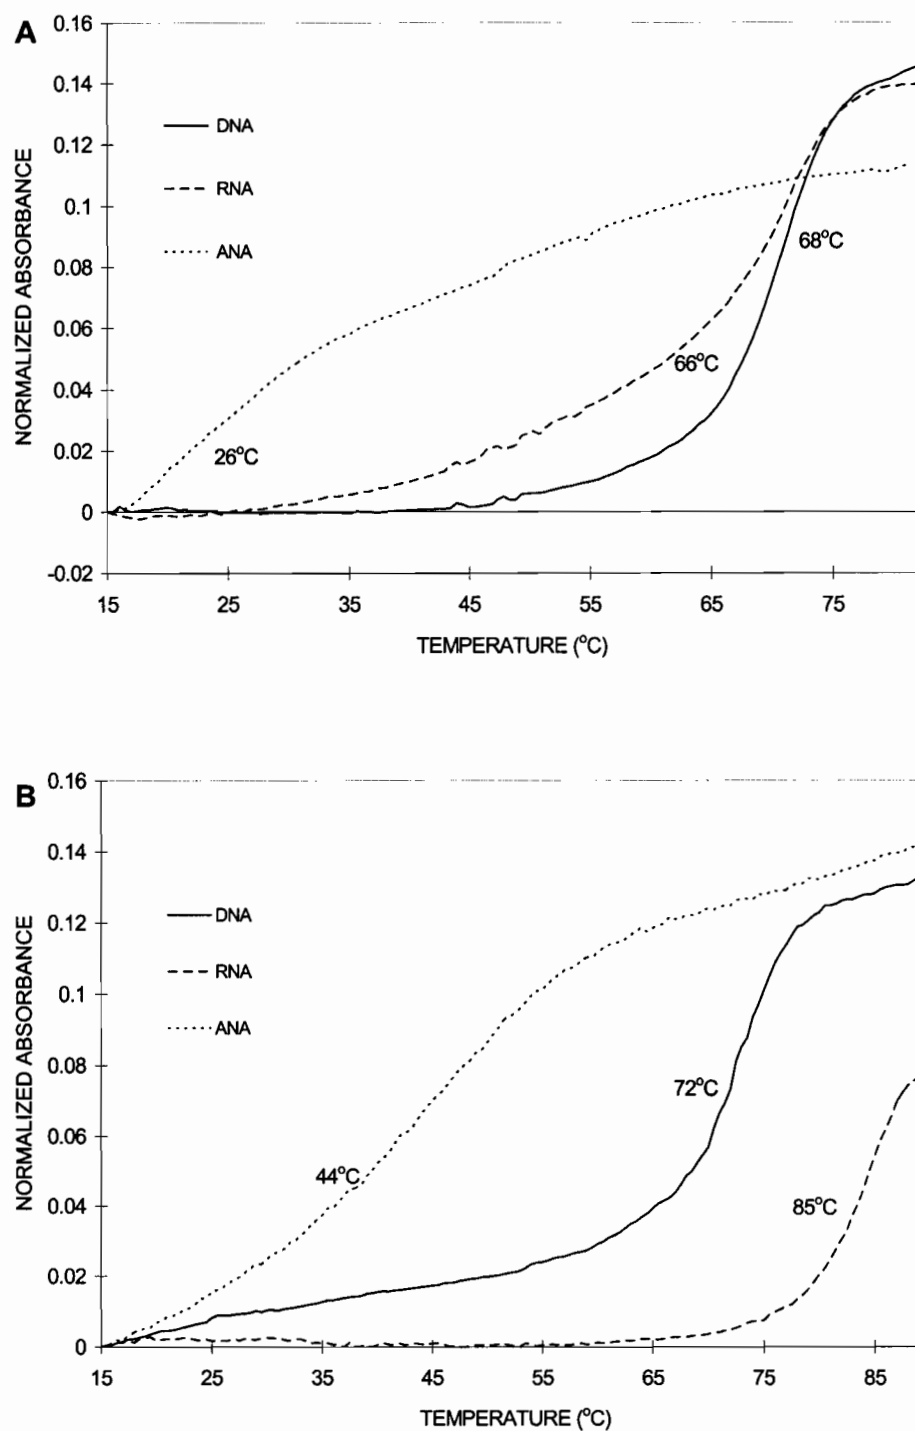 A
0.16
0.14
DNA
0.12
RNA
0.1
ANA
68°C
0.08
0.06
66°C
0.04
26°C
0.02
0
-0.02
15 25 35 45 55 65 75
TEMPERATURE (°C)
NORMALIZED ABSORBANCE
B
0.16
0.14
DNA
0.12
RNA
0.1
ANA
0.08
72°C
0.06
44°C
0.04
85°C
0.02
0
15 25 35 45 55 65 75 85
TEMPERATURE (°C)
NORMALIZED ABSORBANCE